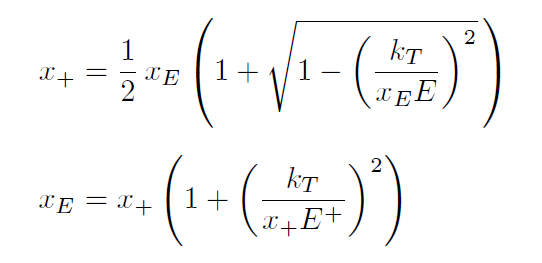 x_+ = \frac{1}{2} x_E \left( 1 + \sqrt{1 - \left( \frac{k_T}{x_E E} \right)^2} \right)
x_E = x_+ \left( 1 + \left( \frac{k_T}{x_+ E^+} \right)^2 \right)